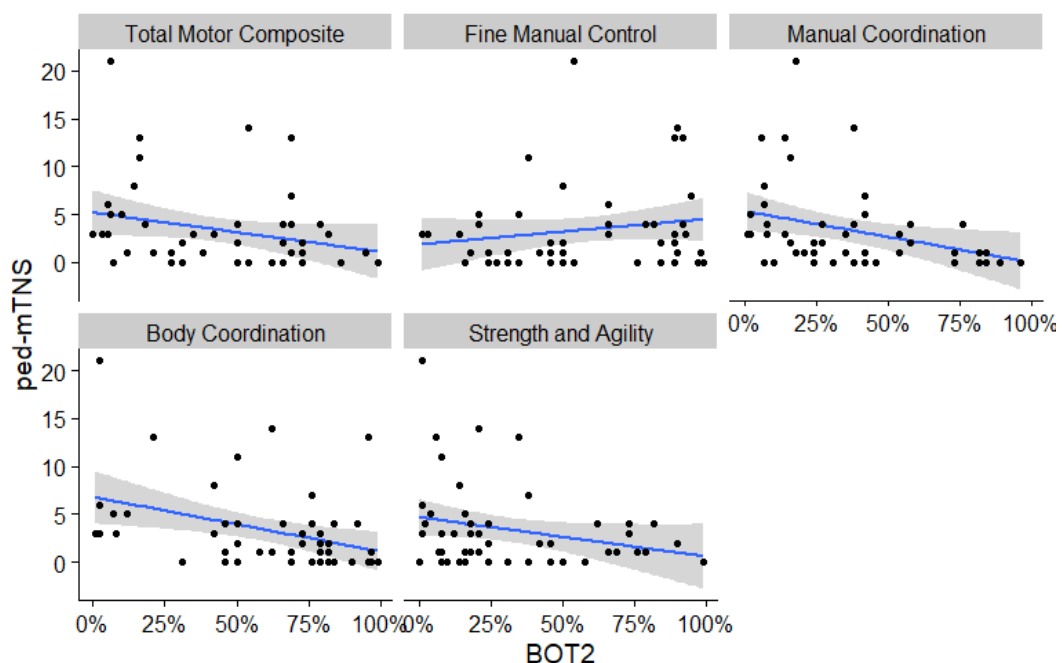 Total Motor Composite
Fine Manual Control
Manual Coordination
20
15
10
5
0
0% 25% 50% 75% 100%
Body Coordination
Strength and Agility
20
15
10
5
0
0% 25% 50% 75% 100%
0% 25% 50% 75% 100%
ped-mTNS
BOT2